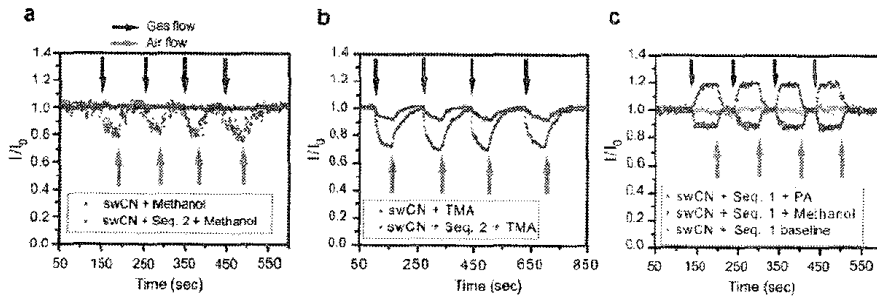 a
Gas flow
Air flow
1.4
1.2
1.0
0.8
0.6
0.4
0.2
0.0
I/I0
swCN + Methanol
swCN + Seq. 2 + Methanol
50 150 250 350 450 550
Time (sec)
b
1.4
1.2
1.0
0.8
0.6
0.4
0.2
0.0
swCN + TMA
swCN + Seq. 2 + TMA
50 250 450 650 850
Time (sec)
c
1.4
1.2
1.0
0.8
0.6
0.4
0.2
0.0
I/I0
swCN + Seq. 1 + PA
swCN + Seq. 1 + Methanol
swCN + Seq. 1 baseline
50 150 250 350 450 550
Time (sec)